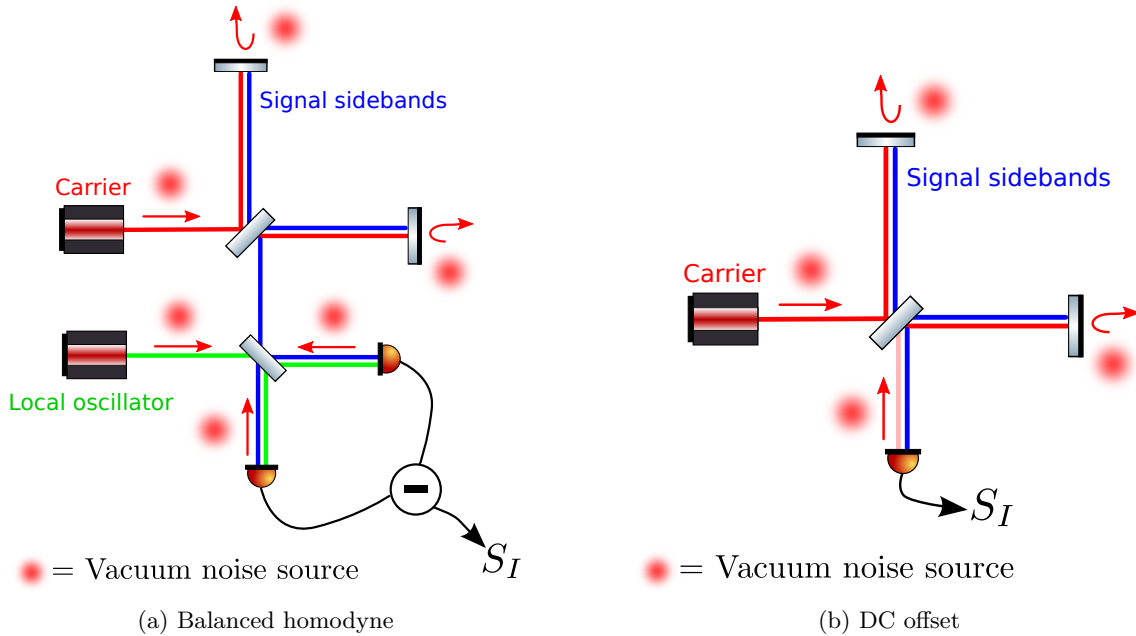 Signal sidebands
Carrier
Local oscillator
S_I
= Vacuum noise source
(a) Balanced homodyne
Signal sidebands
Carrier
S_I
= Vacuum noise source
(b) DC offset